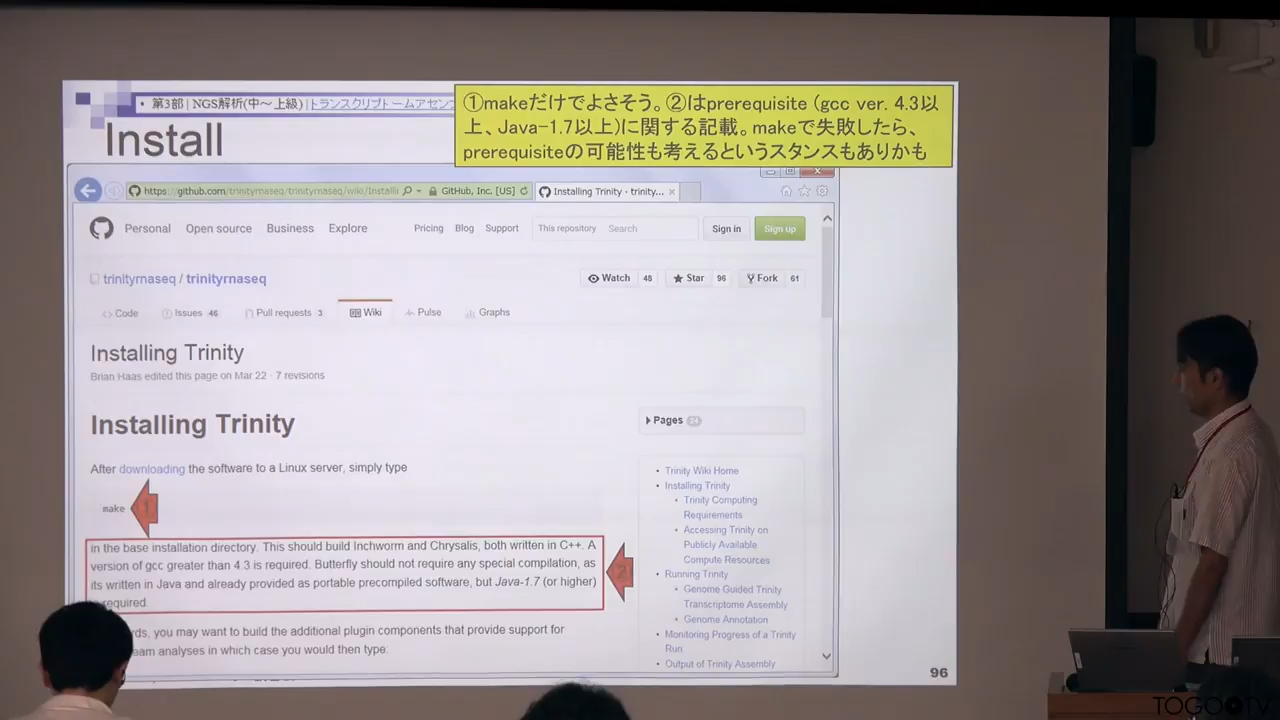 • 第3部 | NGS解析(中～上級) | トランスクリプトームアセン
①makeだけでよさそう。②はprerequisite (gcc ver. 4.3以
上、Java-1.7以上)に関する記載。makeで失敗したら、
prerequisiteの可能性も考えるというスタンスもありかも
Install
https://github.com/trinityrnaseq/trinityrnaseq/wiki/Installi
GitHub, Inc. [US]
Installing Trinity · trinity...
Personal Open source Business Explore Pricing Blog Support This repository Search Sign in Sign up
trinityrnaseq / trinityrnaseq
Watch 48 Star 96 Fork 61
Code Issues 46 Pull requests 3 Wiki Pulse Graphs
Installing Trinity
Brian Haas edited this page on Mar 22 · 7 revisions
Installing Trinity
After downloading the software to a Linux server, simply type
make
1
in the base installation directory. This should build Inchworm and Chrysalis, both written in C++. A
version of gcc greater than 4.3 is required. Butterfly should not require any special compilation, as
its written in Java and already provided as portable precompiled software, but Java-1.7 (or higher)
required.
2
you may want to build the additional plugin components that provide support for
analyses in which case you would then type:
Pages 24
• Trinity Wiki Home
• Installing Trinity
• Trinity Computing
Requirements
• Accessing Trinity on
Publicly Available
Compute Resources
• Running Trinity
• Genome Guided Trinity
Transcriptome Assembly
• Genome Annotation
• Monitoring Progress of a Trinity
Run
• Output of Trinity Assembly
96
TOGOTV